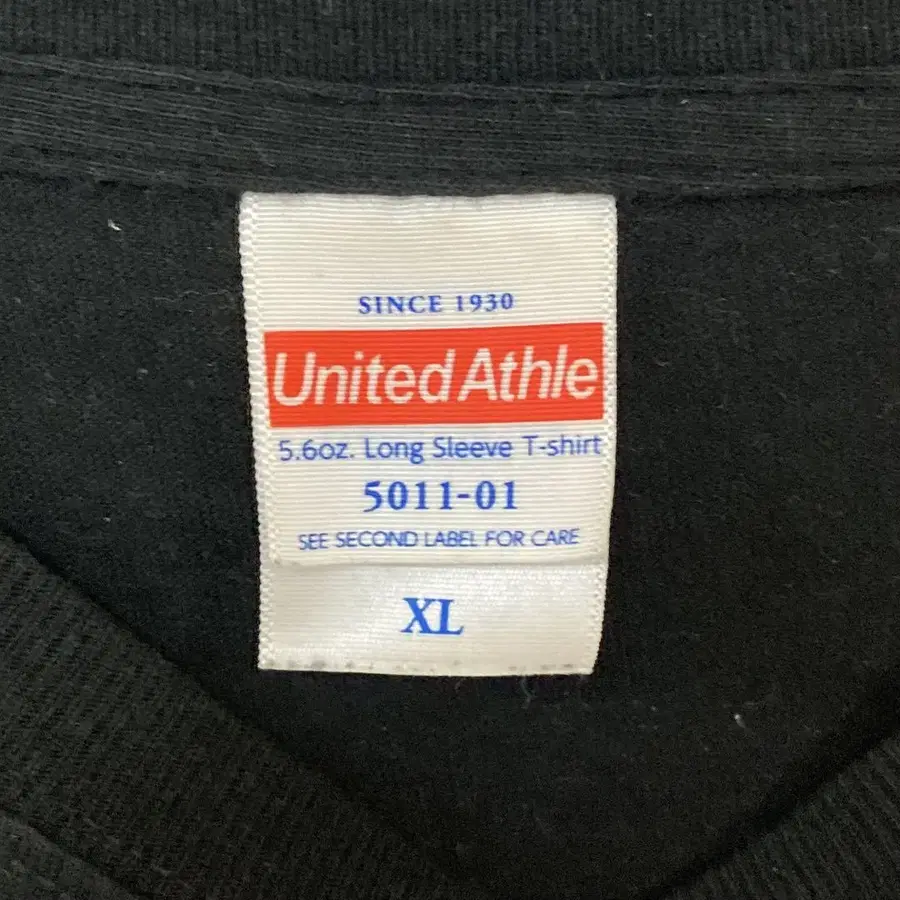 SINCE 1930
United Athle
5.6oz. Long Sleeve T-shirt
5011-01
SEE SECOND LABEL FOR CARE
XL